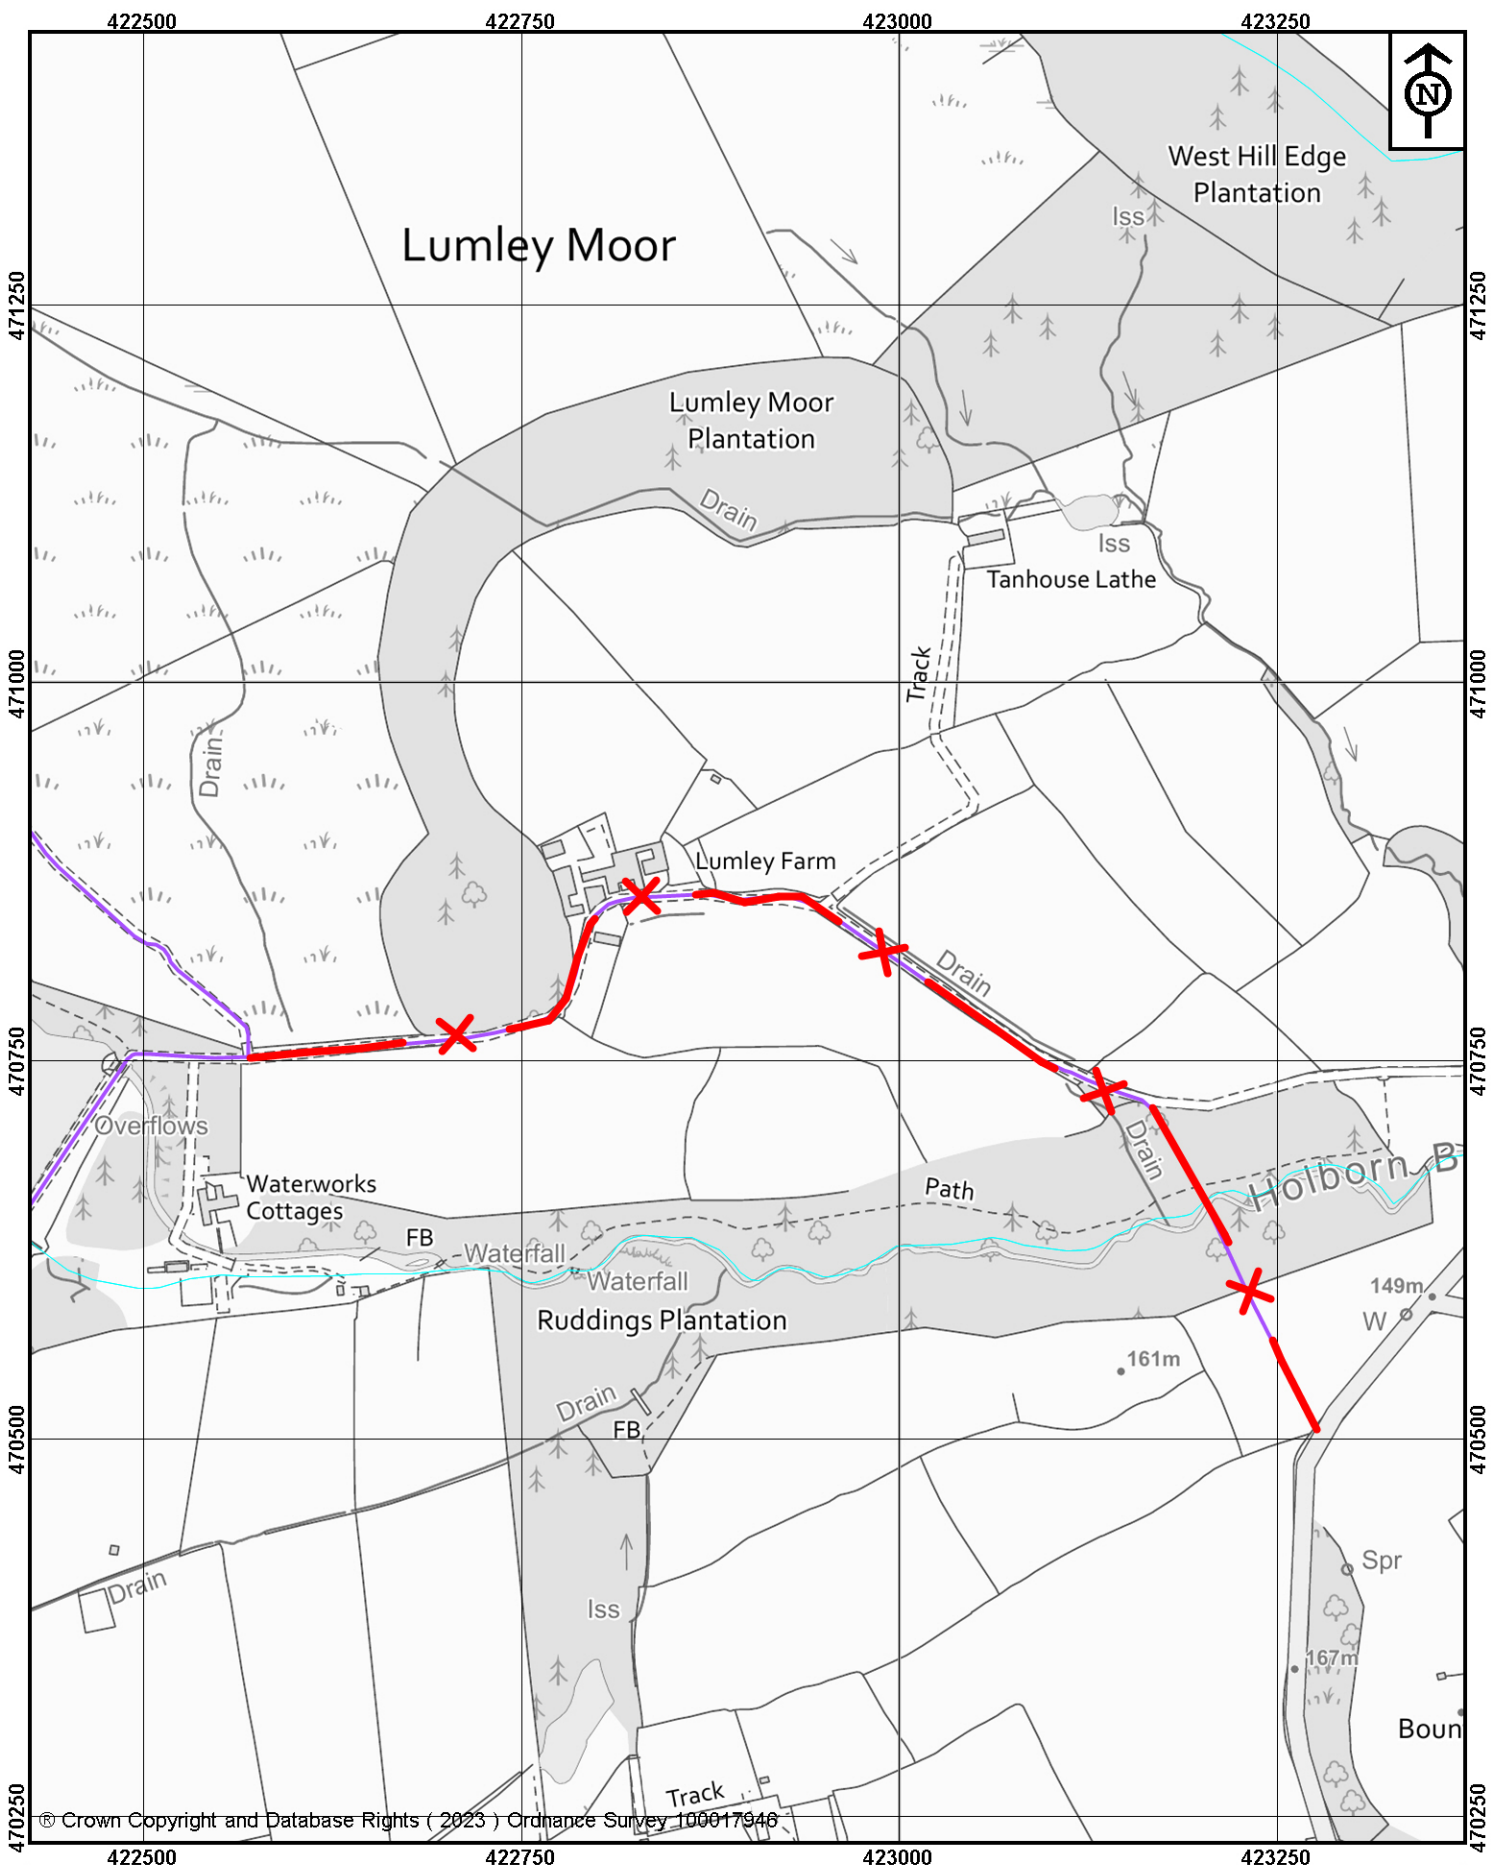 422500
422750
423000
423250
N
West Hill Edge
Plantation
Iss
Lumley Moor
471250
471250
Lumley Moor
Plantation
Drain
Iss
Tanhouse Lathe
Track
471000
471000
Drain
Lumley Farm
Drain
470750
470750
Overflows
Drain
Waterworks
Cottages
Holborn B
Path
FB
Waterfall
Waterfall
149m
W
Ruddings Plantation
161m
Drain
FB
470500
470500
Spr
Drain
Iss
167m
Boun
Track
470250
470250
® Crown Copyright and Database Rights ( 2023 ) Ordnance Survey 100017946
422500
422750
423000
423250